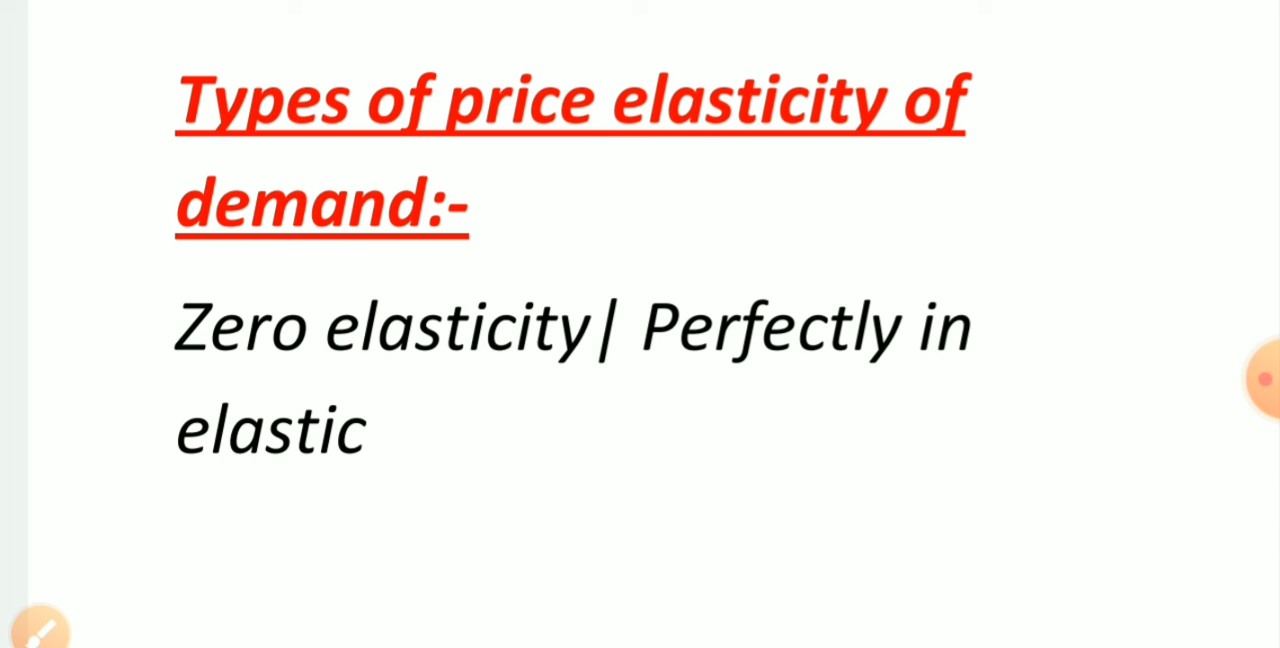 Types of price elasticity of
demand:-
Zero elasticity| Perfectly in
elastic